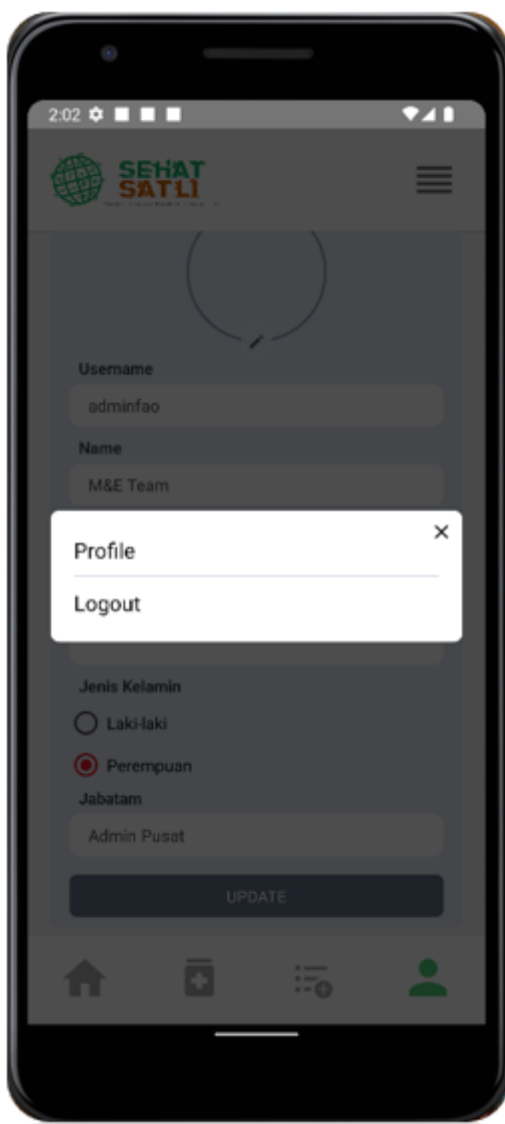 2:02
SEHAT
SATLI
Username
adminfao
Name
M&E Team
Profile
Logout
Jenis Kelamin
Laki-laki
Perempuan
Jabatam
Admin Pusat
UPDATE